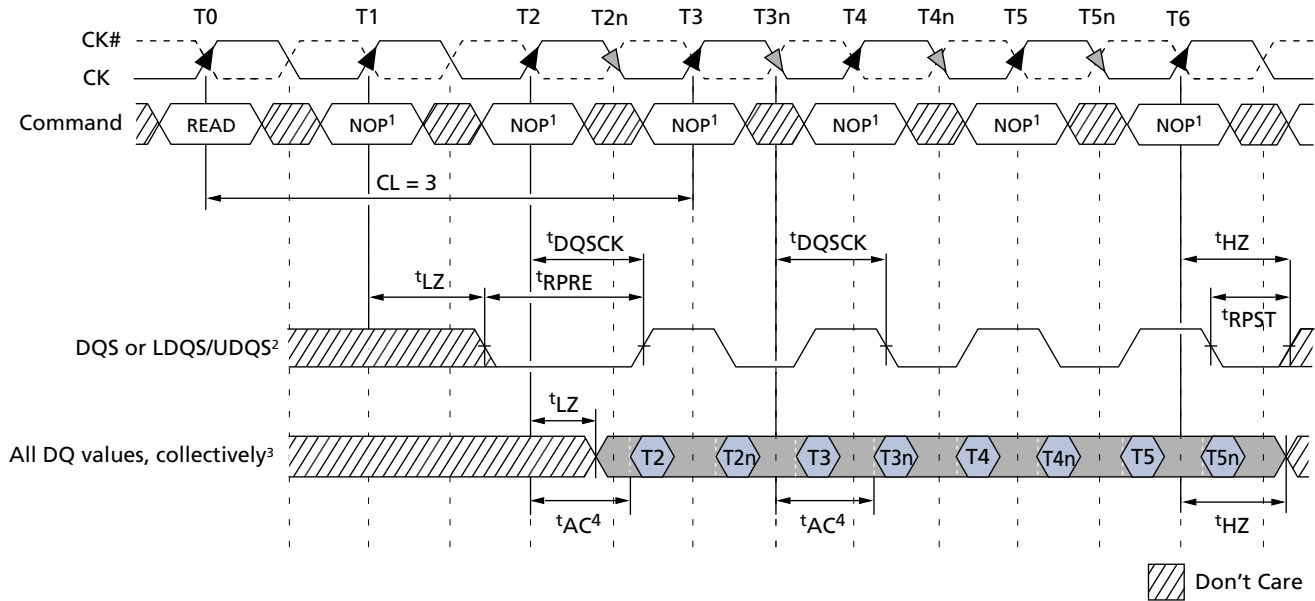 T0 T1 T2 T2n T3 T3n T4 T4n T5 T5n T6
CK#
CK
Command READ NOP¹ NOP¹ NOP¹ NOP¹ NOP¹ NOP¹
CL = 3
ᵗDQSCK ᵗDQSCK ᵗHZ
ᵗLZ ᵗRPRE
ᵗRPST
DQS or LDQS/UDQS²
ᵗLZ
All DQ values, collectively³ T2 T2n T3 T3n T4 T4n T5 T5n
ᵗAC⁴ ᵗAC⁴ ᵗHZ
Don't Care